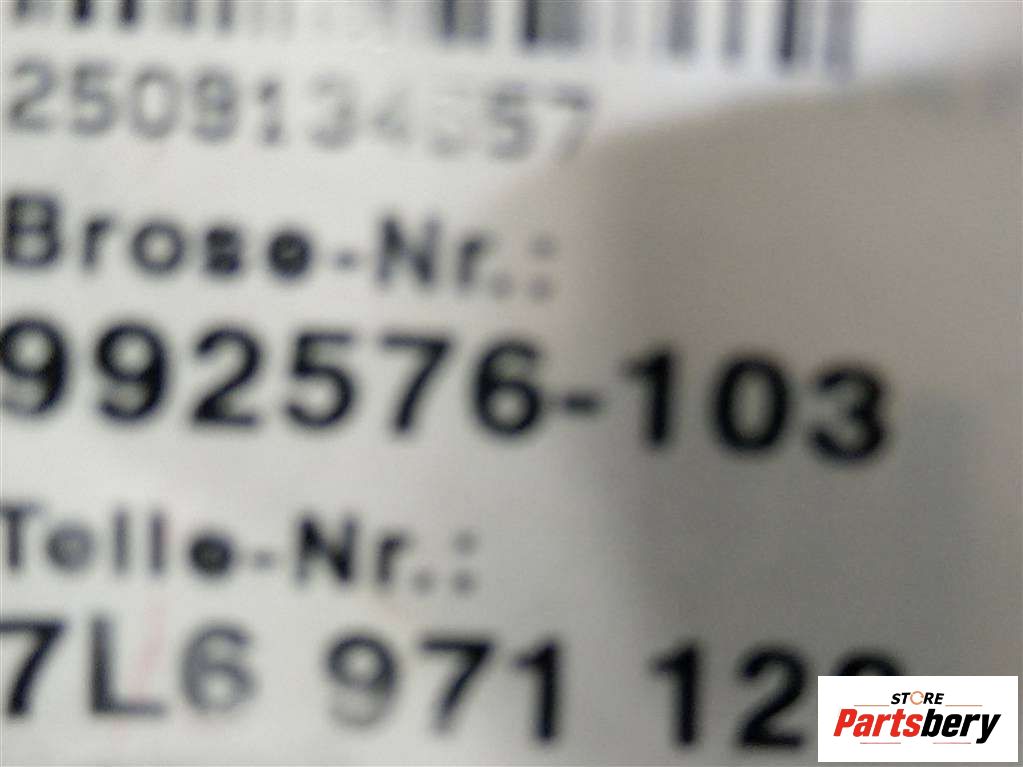 Brose-Nr.:
992576-103
Teile-Nr.:
7L6 971
STORE
Partsbery